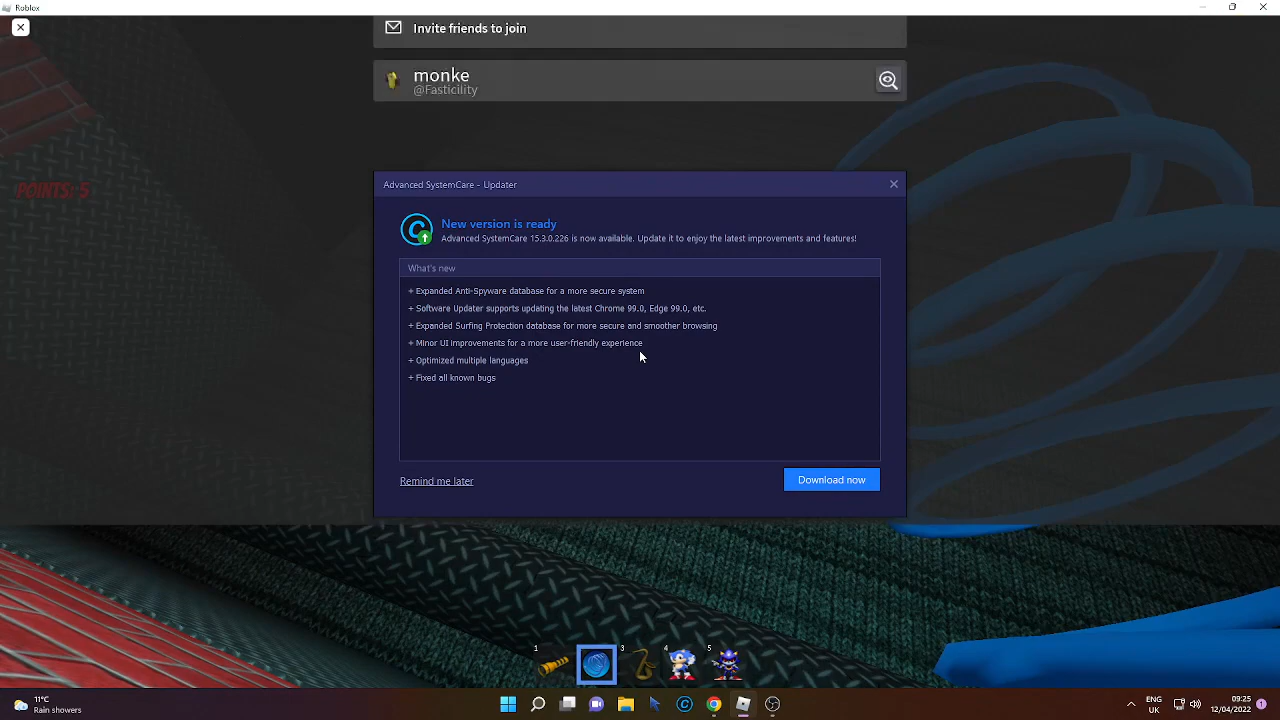 Roblox
Invite friends to join
monke
@Fasticility
POINTS: 5
Advanced SystemCare - Updater
New version is ready
Advanced SystemCare 15.3.0.226 is now available. Update it to enjoy the latest improvements and features!
What's new
+ Expanded Anti-Spyware database for a more secure system
+ Software Updater supports updating the latest Chrome 99.0, Edge 99.0, etc.
+ Expanded Surfing Protection database for more secure and smoother browsing
+ Minor UI improvements for a more user-friendly experience
+ Optimized multiple languages
+ Fixed all known bugs
Remind me later
Download now
1 3 4 5
11°C
Rain showers
ENG
UK
09:25
12/04/2022